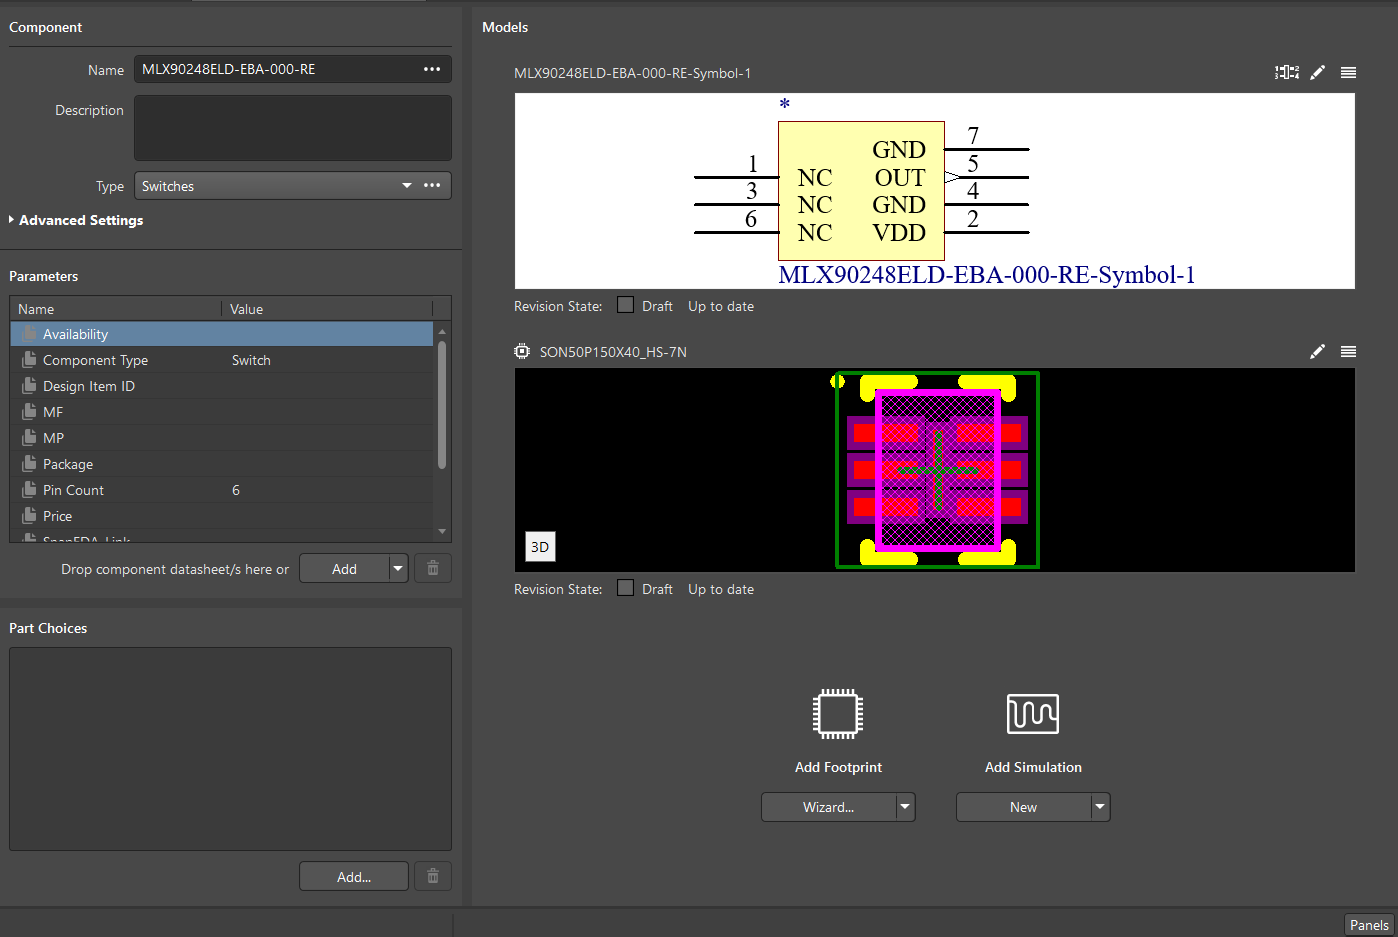 Component
Name
MLX90248ELD-EBA-000-RE
Description
Type
Switches
Advanced Settings
Parameters
Name Value
Availability
Component Type Switch
Design Item ID
MF
MP
Package
Pin Count 6
Price
SnapEDA_Link
Drop component datasheet/s here or
Add
Part Choices
Add...
Models
MLX90248ELD-EBA-000-RE-Symbol-1
*
7
GND
1
5
NC
OUT
3
4
NC
GND
6
2
NC
VDD
MLX90248ELD-EBA-000-RE-Symbol-1
Revision State: Draft Up to date
SON50P150X40_HS-7N
3D
Revision State: Draft Up to date
Add Footprint
Add Simulation
Wizard...
New
Panels